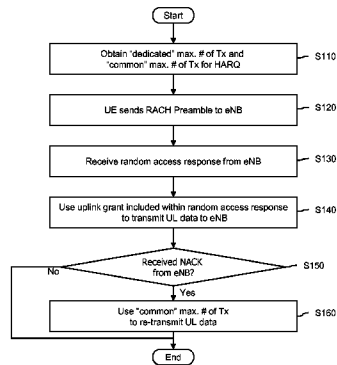 Start
Obtain "dedicated" max. # of Tx and
"common" max. # of Tx for HARQ
S110
UE sends RACH Preamble to eNB
S120
Receive random access response from eNB
S130
Use uplink grant included within random access response
to transmit UL data to eNB
S140
Received NACK
from eNB?
S150
No
Yes
Use "common" max. # of Tx
to re-transmit UL data
S160
End